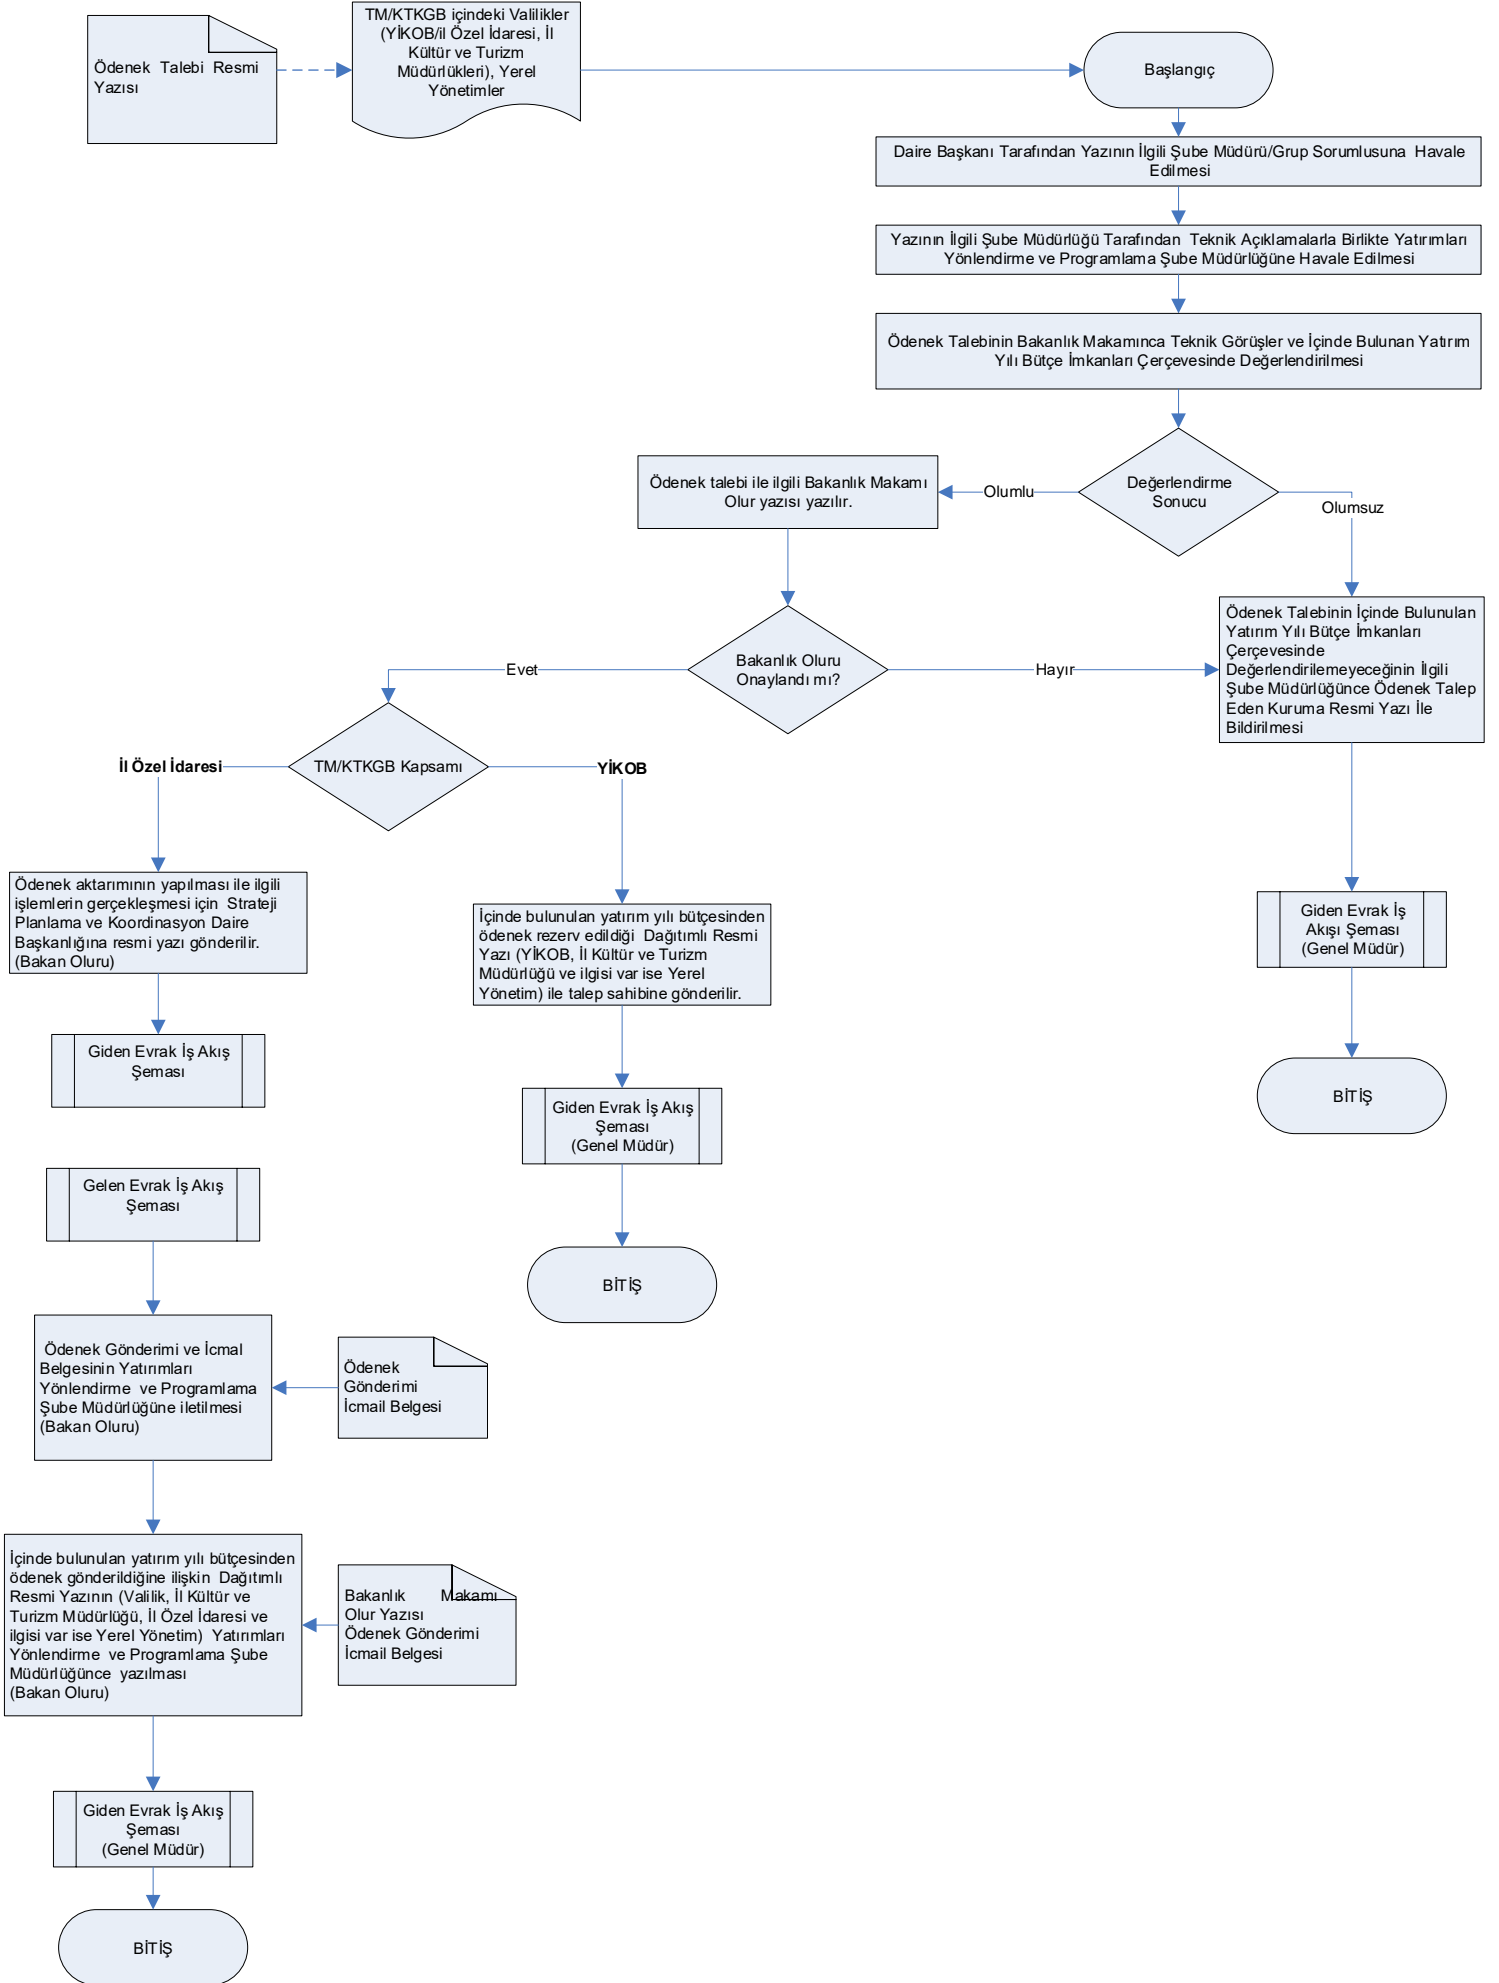 Ödenek Talebi Resmi
Yazısı
TM/KTKGB içindeki Valilikler
(YİKOB/il Özel İdaresi, İl
Kültür ve Turizm
Müdürlükleri), Yerel
Yönetimler
Başlangıç
Daire Başkanı Tarafından Yazının İlgili Şube Müdürü/Grup Sorumlusuna Havale
Edilmesi
Yazının İlgili Şube Müdürlüğü Tarafından Teknik Açıklamalarla Birlikte Yatırımları
Yönlendirme ve Programlama Şube Müdürlüğüne Havale Edilmesi
Ödenek Talebinin Bakanlık Makamınca Teknik Görüşler ve İçinde Bulunan Yatırım
Yılı Bütçe İmkanları Çerçevesinde Değerlendirilmesi
Değerlendirme
Sonucu
Olumlu
Olumsuz
Ödenek talebi ile ilgili Bakanlık Makamı
Olur yazısı yazılır.
Bakanlık Oluru
Onaylandı mı?
Evet
Hayır
Ödenek Talebinin İçinde Bulunulan
Yatırım Yılı Bütçe İmkanları
Çerçevesinde
Değerlendirilemeyeceğinin İlgili
Şube Müdürlüğünce Ödenek Talep
Eden Kuruma Resmi Yazı İle
Bildirilmesi
TM/KTKGB Kapsamı
İl Özel İdaresi
YİKOB
Ödenek aktarımının yapılması ile ilgili
işlemlerin gerçekleşmesi için Strateji
Planlama ve Koordinasyon Daire
Başkanlığına resmi yazı gönderilir.
(Bakan Oluru)
İçinde bulunulan yatırım yılı bütçesinden
ödenek rezerv edildiği Dağıtımlı Resmi
Yazı (YİKOB, İl Kültür ve Turizm
Müdürlüğü ve ilgisi var ise Yerel
Yönetim) ile talep sahibine gönderilir.
Giden Evrak İş
Akışı Şeması
(Genel Müdür)
BİTİŞ
Giden Evrak İş Akış
Şeması
Giden Evrak İş Akış
Şeması
(Genel Müdür)
BİTİŞ
Gelen Evrak İş Akış
Şeması
Ödenek Gönderimi ve İcmal
Belgesinin Yatırımları
Yönlendirme ve Programlama
Şube Müdürlüğüne iletilmesi
(Bakan Oluru)
Ödenek
Gönderimi
İcmail Belgesi
İçinde bulunulan yatırım yılı bütçesinden
ödenek gönderildiğine ilişkin Dağıtımlı
Resmi Yazının (Valilik, İl Kültür ve
Turizm Müdürlüğü, İl Özel İdaresi ve
ilgisi var ise Yerel Yönetim) Yatırımları
Yönlendirme ve Programlama Şube
Müdürlüğünce yazılması
(Bakan Oluru)
Bakanlık Makamı
Olur Yazısı
Ödenek Gönderimi
İcmail Belgesi
Giden Evrak İş Akış
Şeması
(Genel Müdür)
BİTİŞ